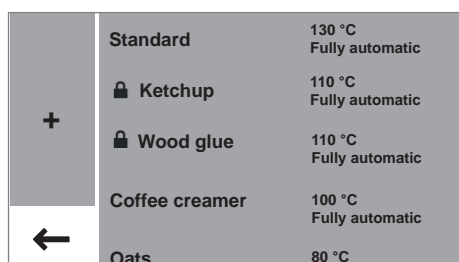 Standard 130 °C
Fully automatic
Ketchup 110 °C
Fully automatic
+
Wood glue 110 °C
Fully automatic
Coffee creamer 100 °C
Fully automatic
Oats 80 °C